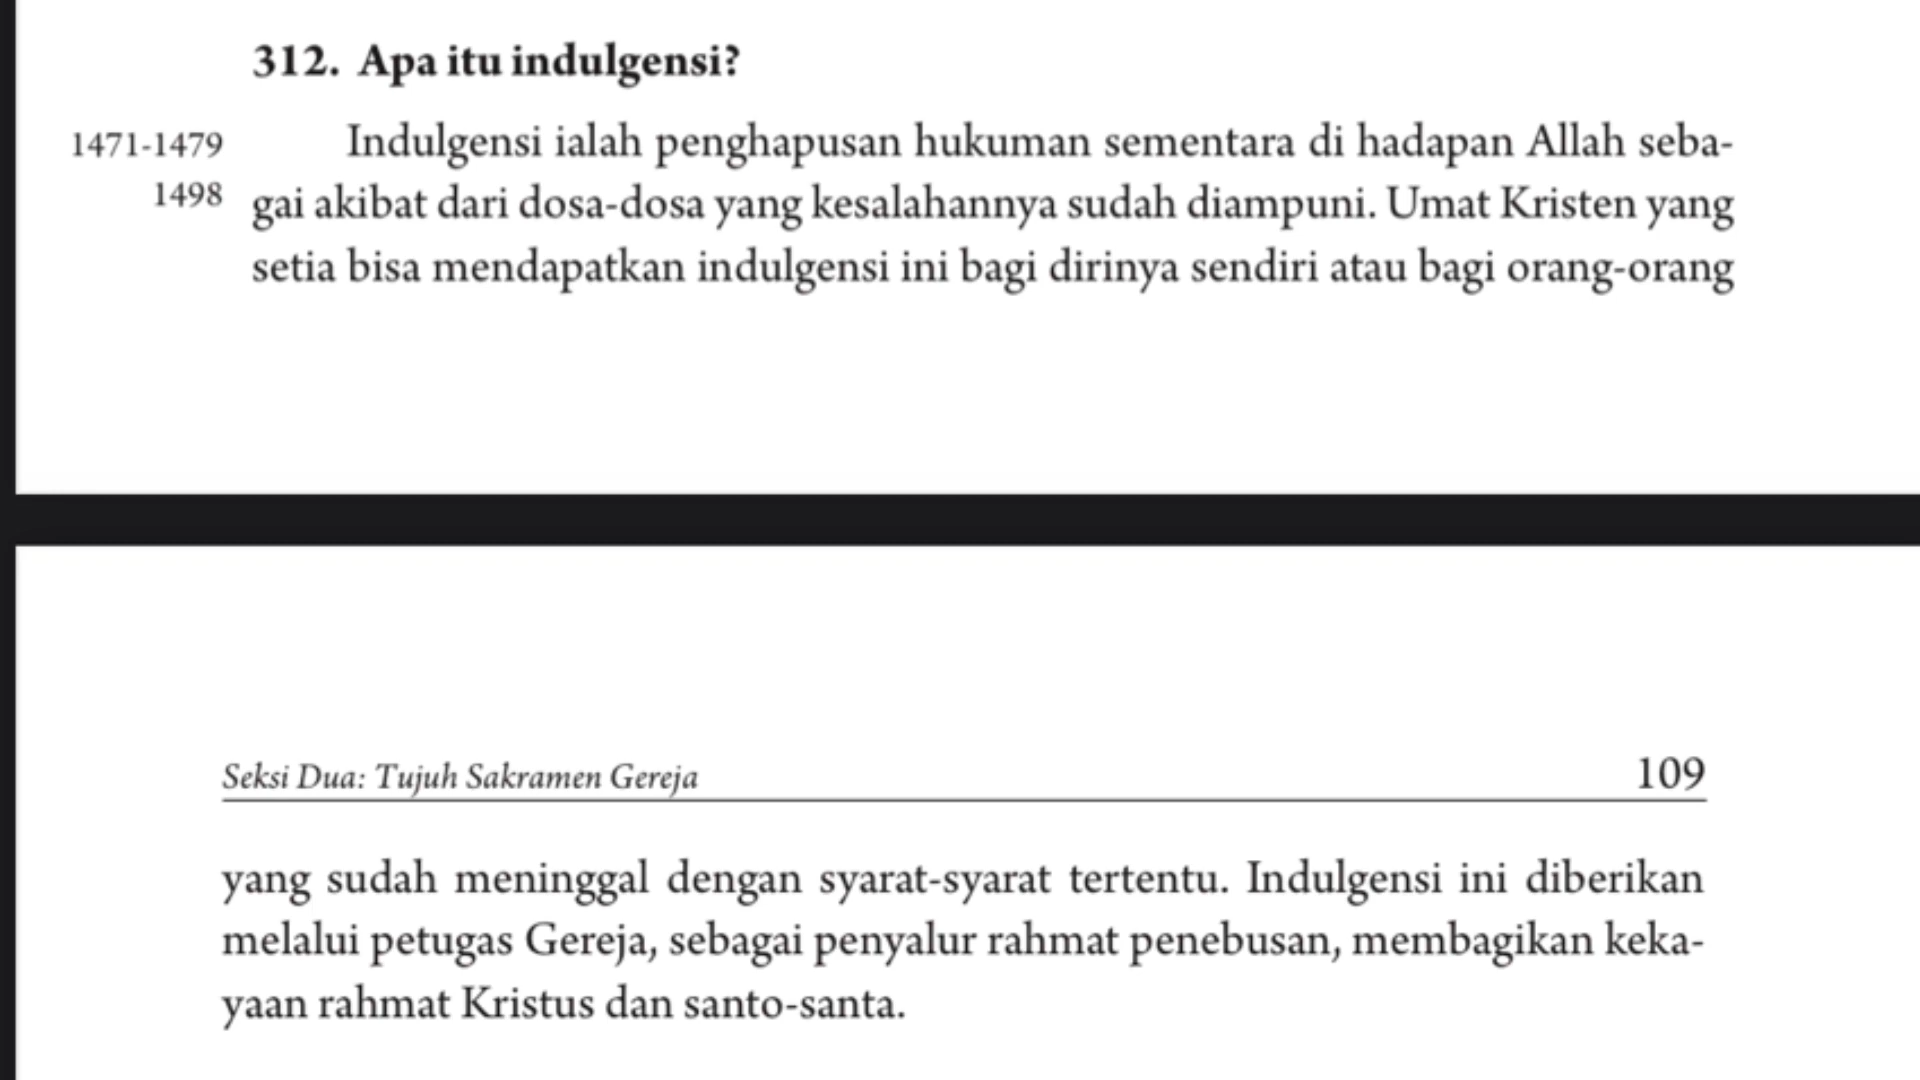 312. Apa itu indulgensi?
1471-1479
1498
Indulgensi ialah penghapusan hukuman sementara di hadapan Allah seba-
gai akibat dari dosa-dosa yang kesalahannya sudah diampuni. Umat Kristen yang
setia bisa mendapatkan indulgensi ini bagi dirinya sendiri atau bagi orang-orang
Seksi Dua: Tujuh Sakramen Gereja 109
yang sudah meninggal dengan syarat-syarat tertentu. Indulgensi ini diberikan
melalui petugas Gereja, sebagai penyalur rahmat penebusan, membagikan keka-
yaan rahmat Kristus dan santo-santa.